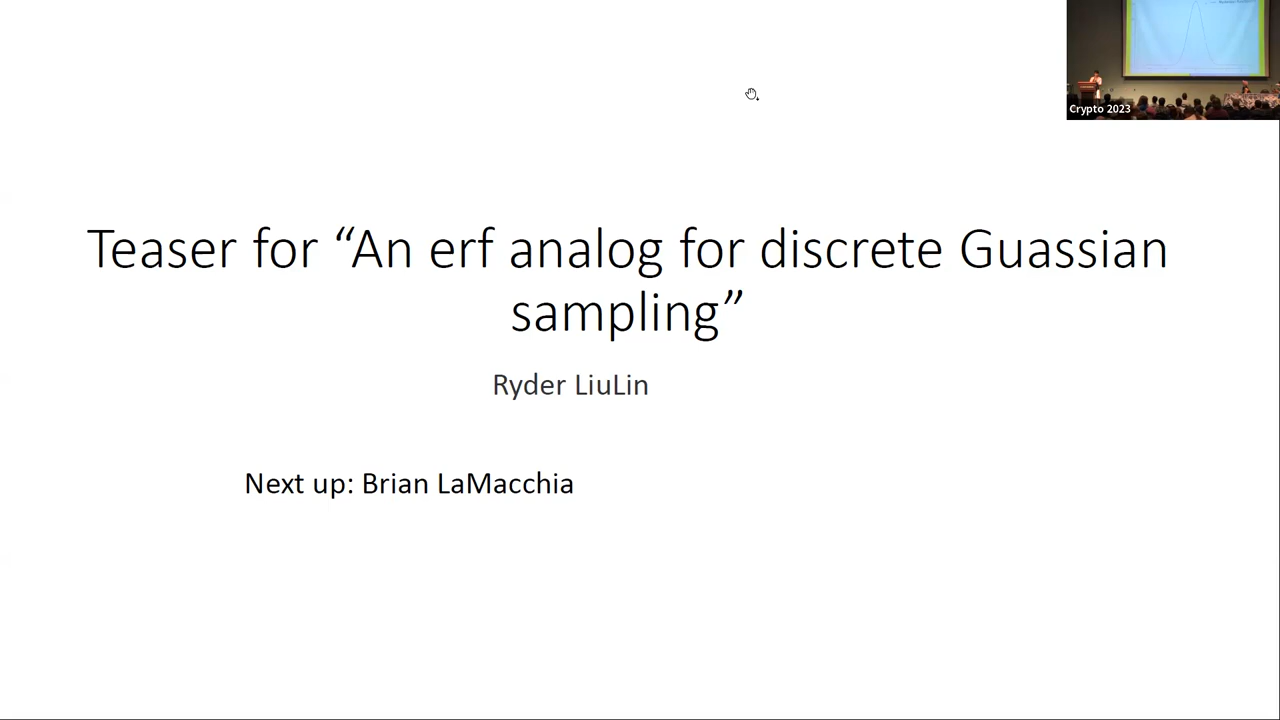 Crypto 2023
Teaser for “An erf analog for discrete Guassian
sampling”
Ryder LiuLin
Next up: Brian LaMacchia